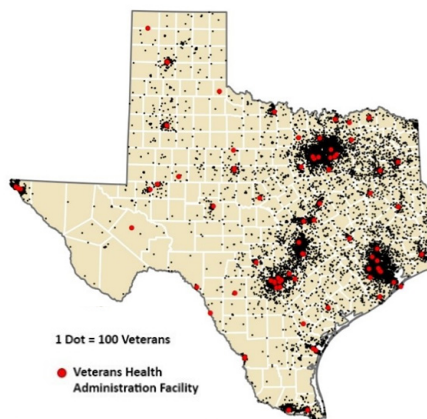 1 Dot = 100 Veterans
Veterans Health
Administration Facility